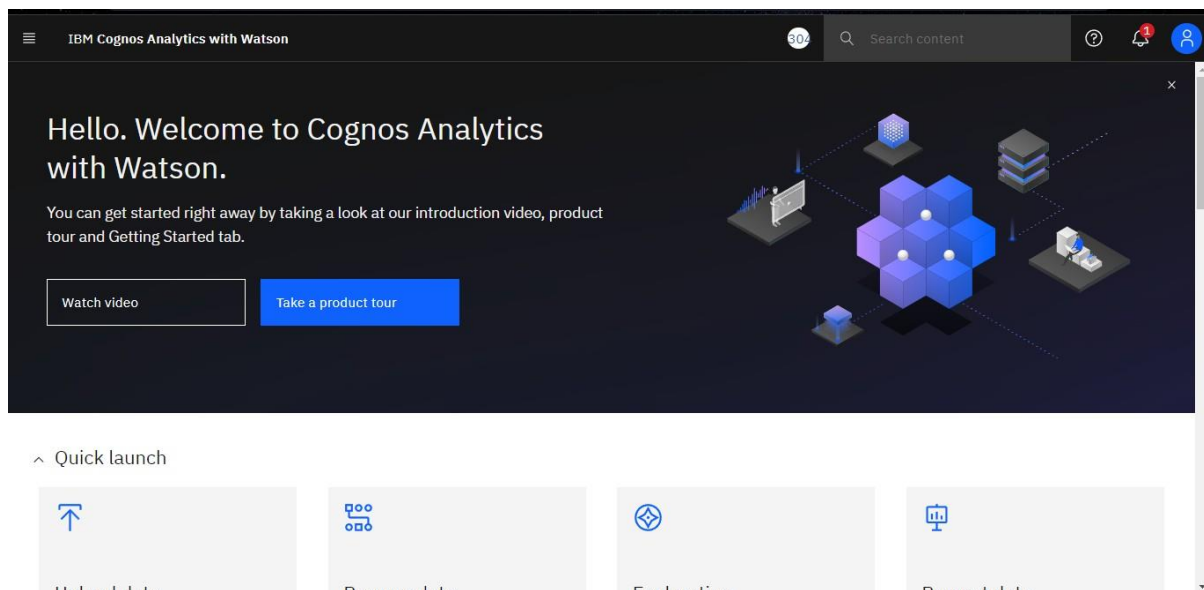 IBM Cognos Analytics with Watson
304
Search content
1
Hello. Welcome to Cognos Analytics
with Watson.
You can get started right away by taking a look at our introduction video, product
tour and Getting Started tab.
Watch video
Take a product tour
Quick launch